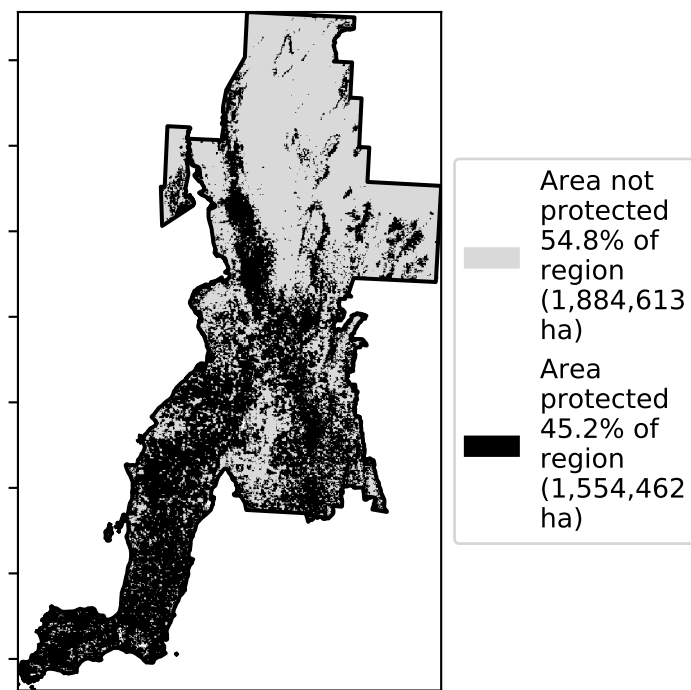 Area not
protected
54.8% of
region
(1,884,613
ha)
Area
protected
45.2% of
region
(1,554,462
ha)